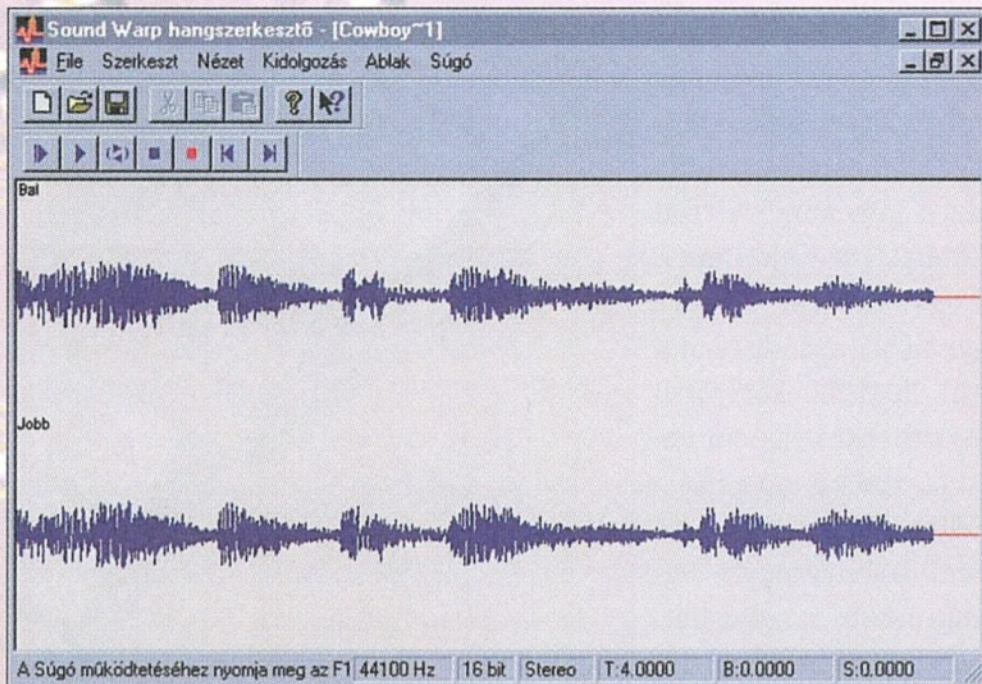 Sound Warp hangszerkesztő - [Cowboy~1]
File Szerkeszt Nézet Kidolgozás Ablak Súgó
Bal
Jobb
A Súgó működtetéséhez nyomja meg az F1 44100 Hz 16 bit Stereo T:4.0000 B:0.0000 S:0.0000